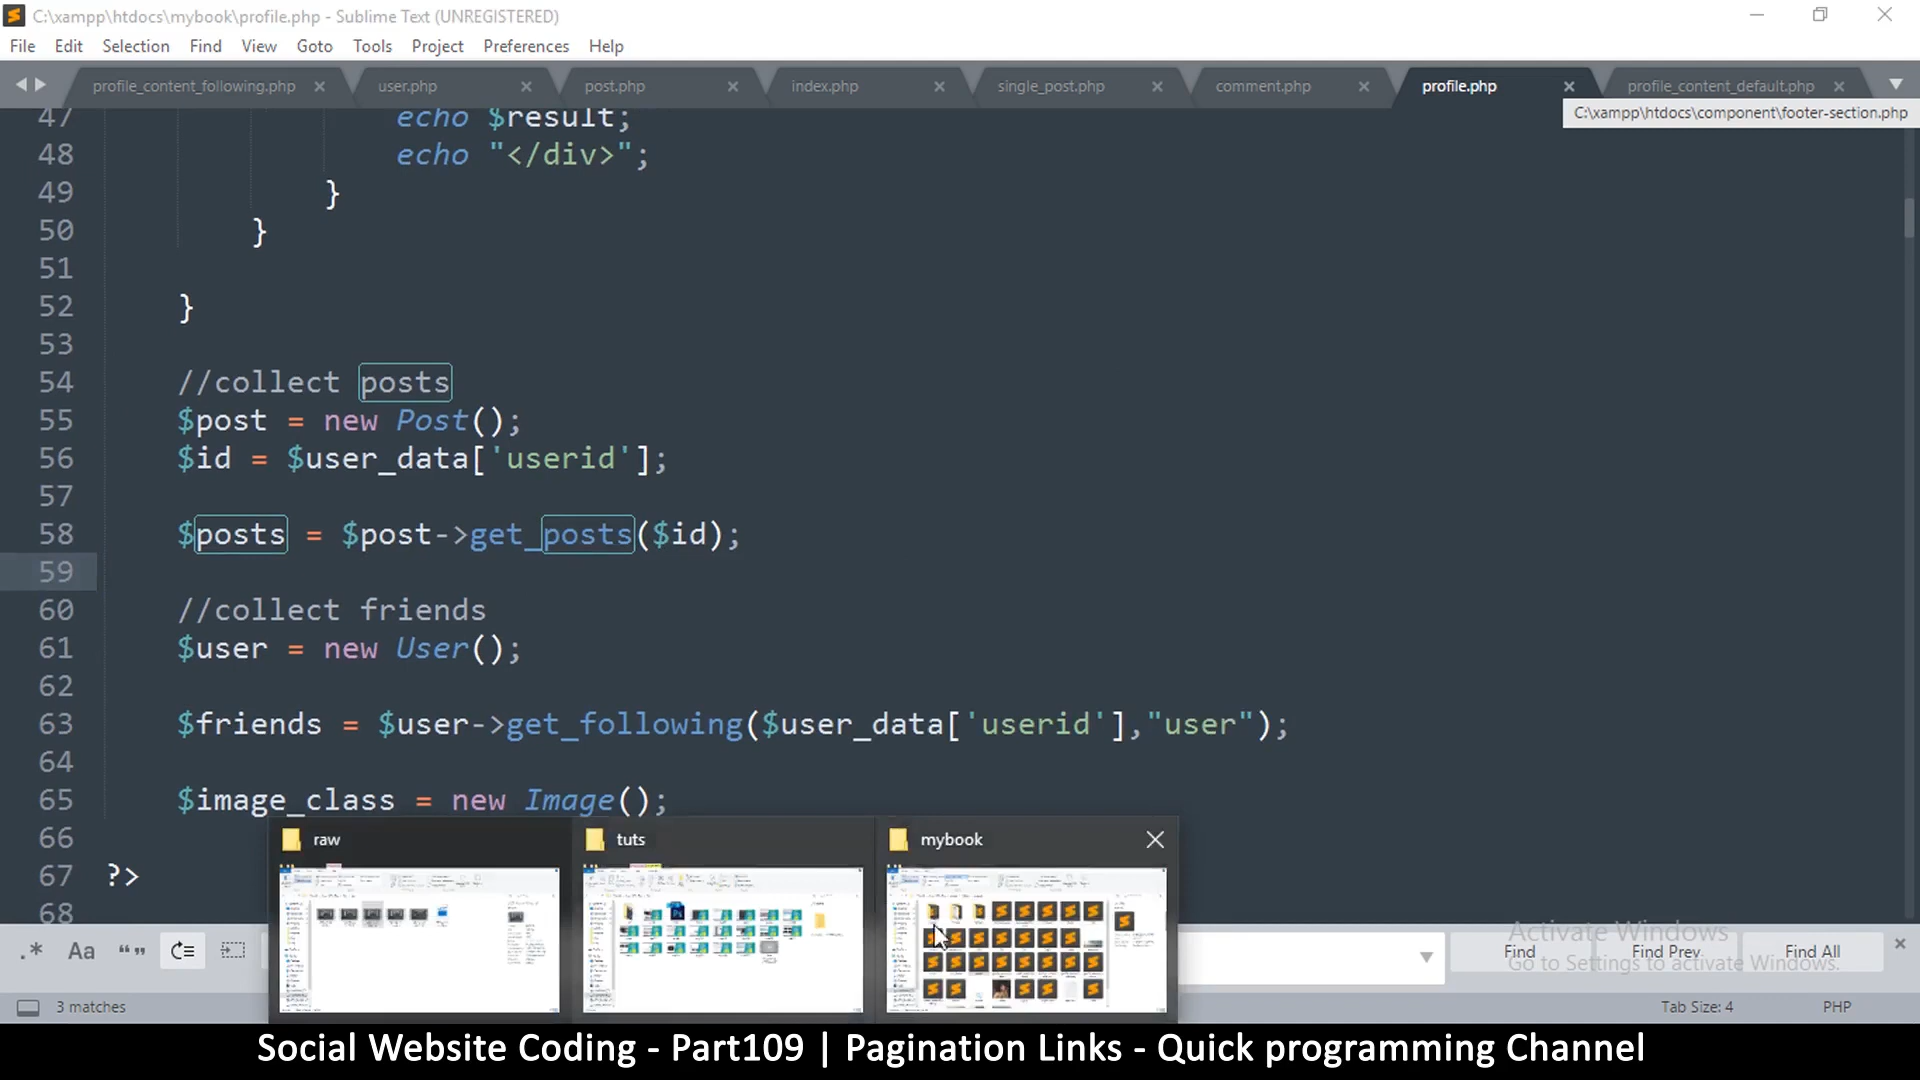 C:\xampp\htdocs\mybook\profile.php - Sublime Text (UNREGISTERED)
File Edit Selection Find View Goto Tools Project Preferences Help
profile_content_following.php user.php post.php index.php single_post.php comment.php profile.php profile_content_default.php
C:\xampp\htdocs\component\footer-section.php
47 echo $result;
48 echo "</div>";
49 }
50 }
51
52 }
53
54 //collect posts
55 $post = new Post();
56 $id = $user_data['userid'];
57
58 $posts = $post->get_posts($id);
59
60 //collect friends
61 $user = new User();
62
63 $friends = $user->get_following($user_data['userid'],"user");
64
65 $image_class = new Image();
66
67 ?>
68
raw tuts mybook
Activate Windows
Go to Settings to activate Windows.
.* Aa “” Find Find Prev Find All
3 matches Tab Size: 4 PHP
Social Website Coding - Part109 | Pagination Links - Quick programming Channel